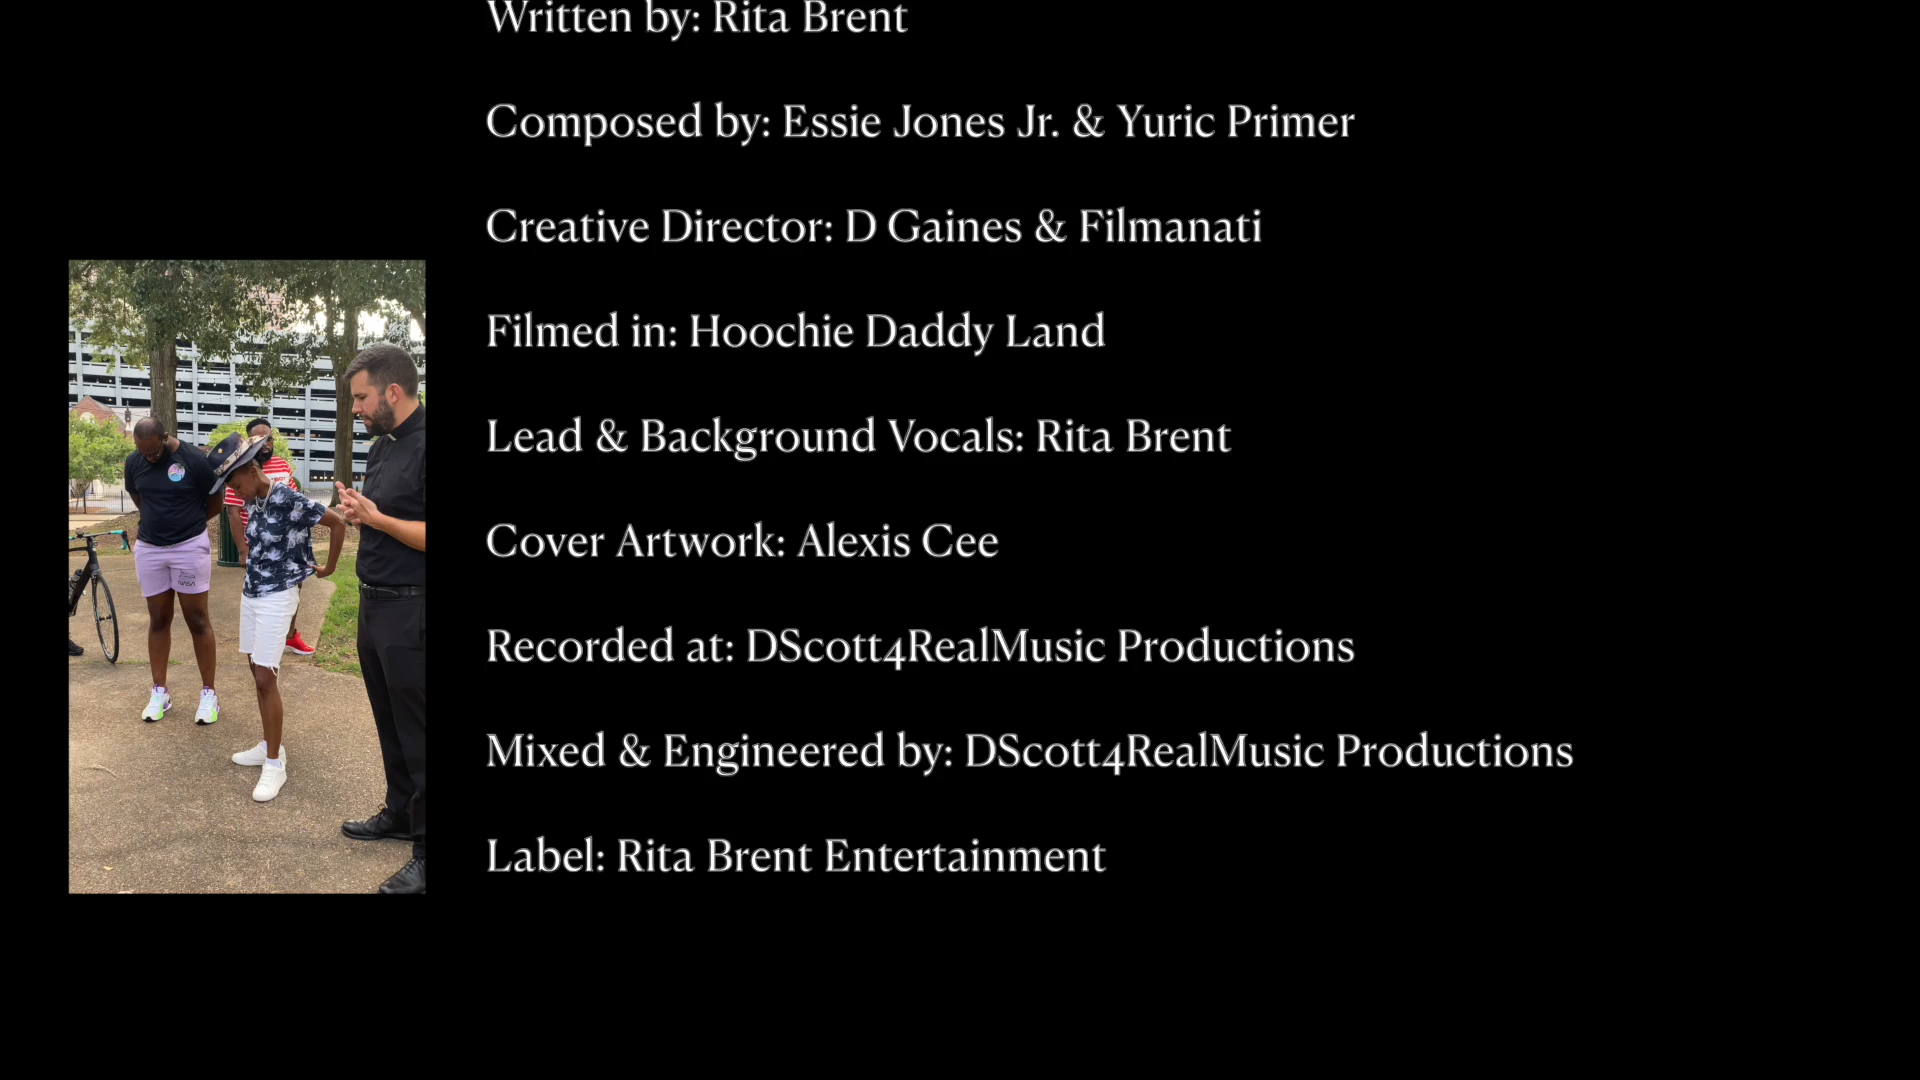 Written by: Rita Brent
Composed by: Essie Jones Jr. & Yuric Primer
Creative Director: D Gaines & Filmanati
Filmed in: Hoochie Daddy Land
Lead & Background Vocals: Rita Brent
Cover Artwork: Alexis Cee
Recorded at: DScott4RealMusic Productions
Mixed & Engineered by: DScott4RealMusic Productions
Label: Rita Brent Entertainment
NASA